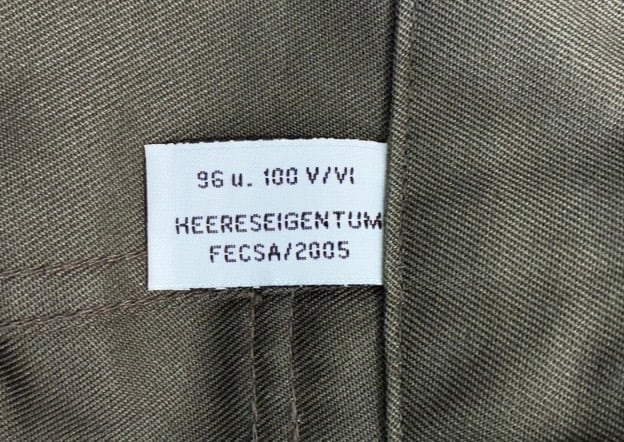 96 u. 100 V/VI
HEERESEIGENTUM
FECSA/2005